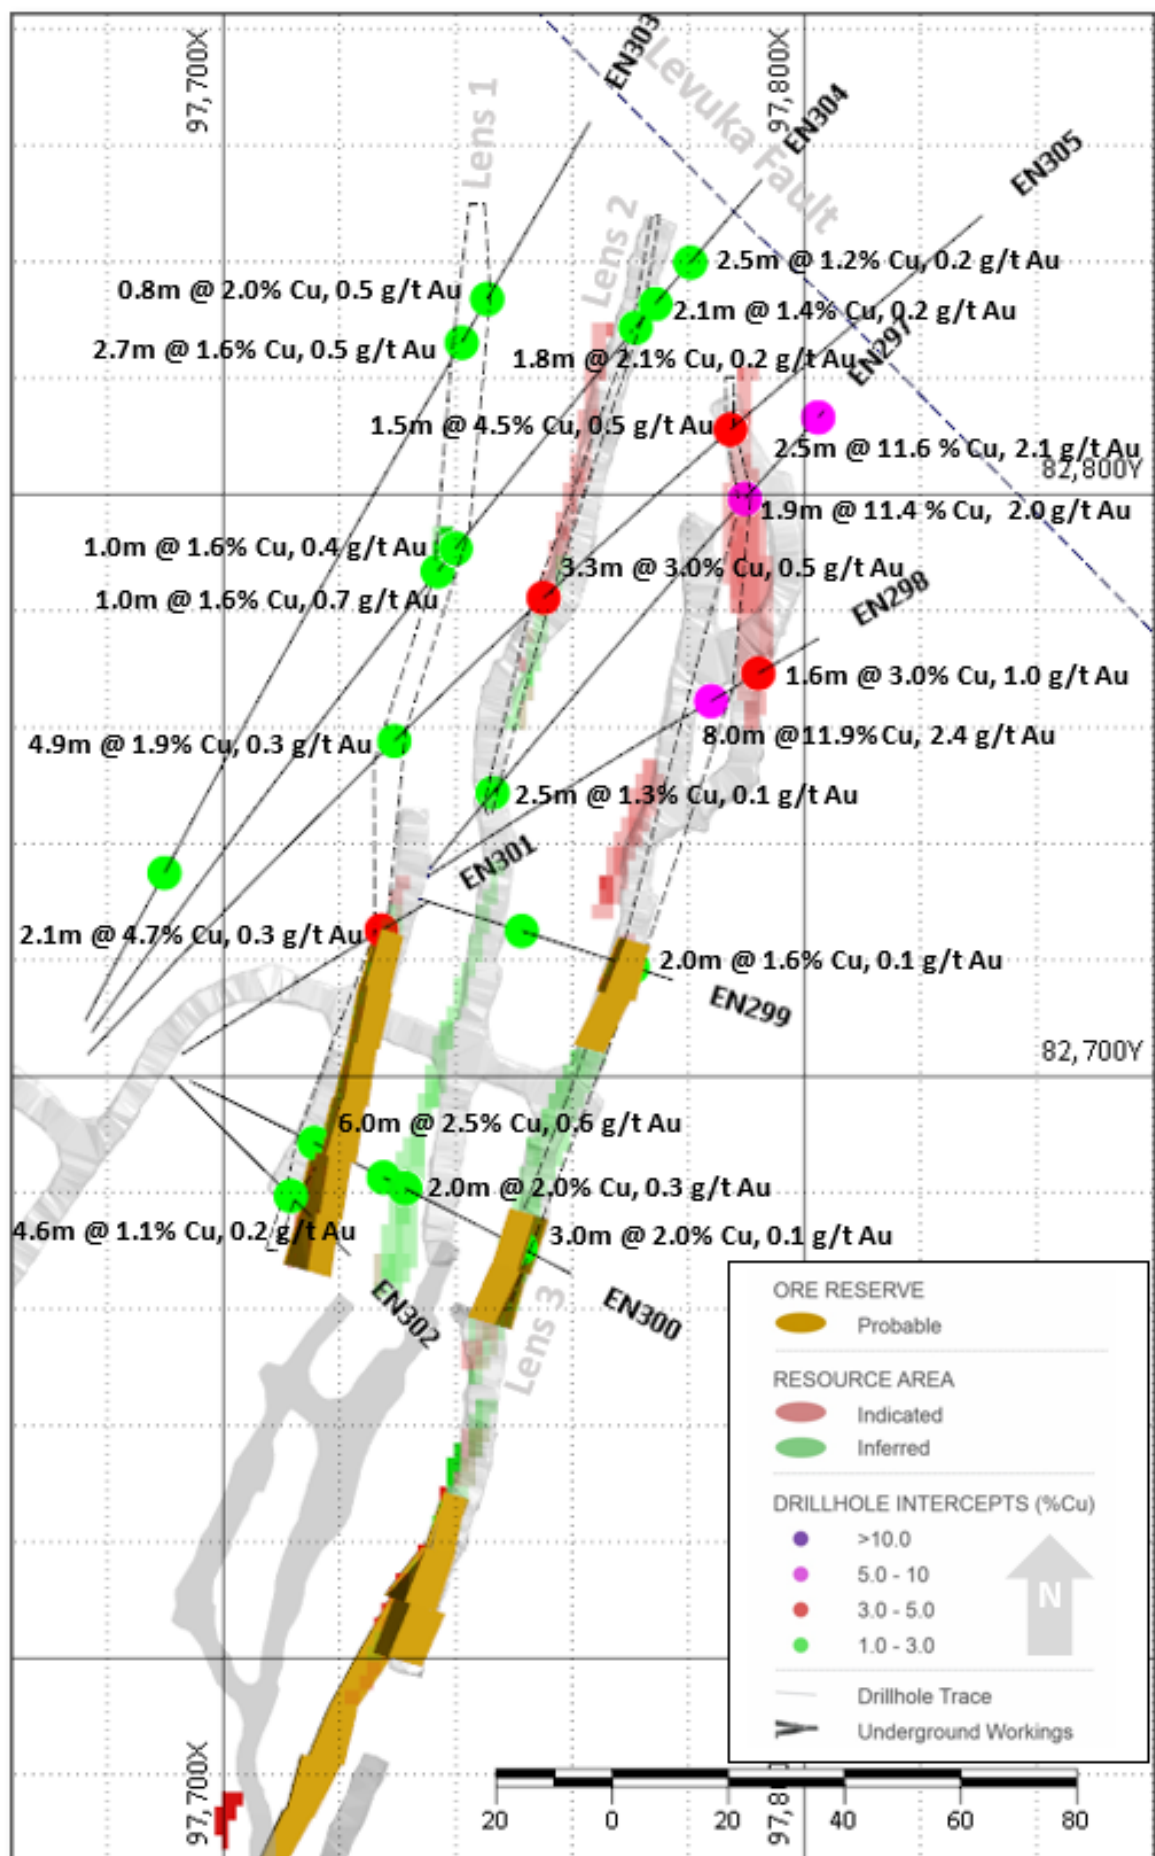 97,700X
Lens 1
EN303
Levuka Fault
97,800X
EN304
EN305
Lens 2
2.5m @ 1.2% Cu, 0.2 g/t Au
0.8m @ 2.0% Cu, 0.5 g/t Au
2.1m @ 1.4% Cu, 0.2 g/t Au
2.7m @ 1.6% Cu, 0.5 g/t Au
1.8m @ 2.1% Cu, 0.2 g/t Au
EN297
1.5m @ 4.5% Cu, 0.5 g/t Au
2.5m @ 11.6 % Cu, 2.1 g/t Au
82,800Y
1.9m @ 11.4 % Cu, 2.0 g/t Au
1.0m @ 1.6% Cu, 0.4 g/t Au
3.3m @ 3.0% Cu, 0.5 g/t Au
1.0m @ 1.6% Cu, 0.7 g/t Au
EN298
1.6m @ 3.0% Cu, 1.0 g/t Au
8.0m @11.9% Cu, 2.4 g/t Au
4.9m @ 1.9% Cu, 0.3 g/t Au
2.5m @ 1.3% Cu, 0.1 g/t Au
EN301
2.1m @ 4.7% Cu, 0.3 g/t Au
2.0m @ 1.6% Cu, 0.1 g/t Au
EN299
82,700Y
6.0m @ 2.5% Cu, 0.6 g/t Au
2.0m @ 2.0% Cu, 0.3 g/t Au
4.6m @ 1.1% Cu, 0.2 g/t Au
3.0m @ 2.0% Cu, 0.1 g/t Au
EN302
EN300
Lens 3
ORE RESERVE
Probable
RESOURCE AREA
Indicated
Inferred
DRILLHOLE INTERCEPTS (%Cu)
>10.0
5.0 - 10
3.0 - 5.0
1.0 - 3.0
N
Drillhole Trace
Underground Workings
97,700X
20 0 20 40 60 80